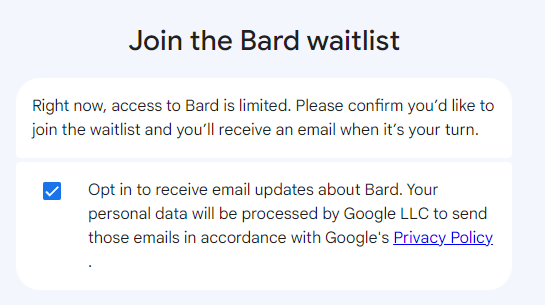 Join the Bard waitlist
Right now, access to Bard is limited. Please confirm you’d like to
join the waitlist and you’ll receive an email when it’s your turn.
Opt in to receive email updates about Bard. Your
personal data will be processed by Google LLC to send
those emails in accordance with Google's Privacy Policy
.